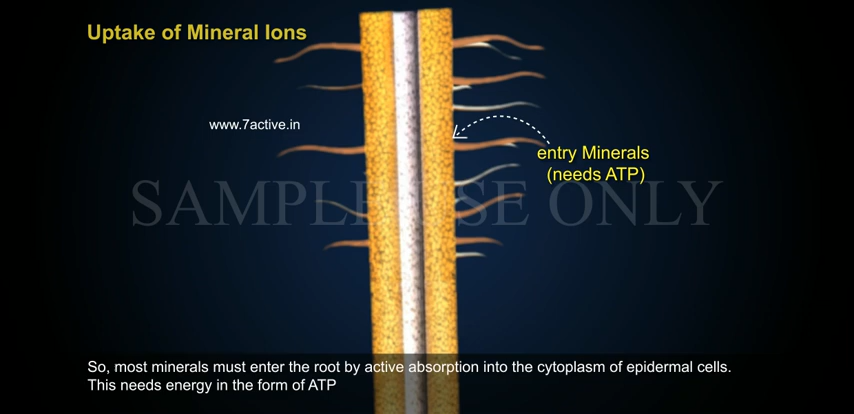 Uptake of Mineral Ions
www.7active.in
entry Minerals
(needs ATP)
SAMPLE USE ONLY
So, most minerals must enter the root by active absorption into the cytoplasm of epidermal cells.
This needs energy in the form of ATP